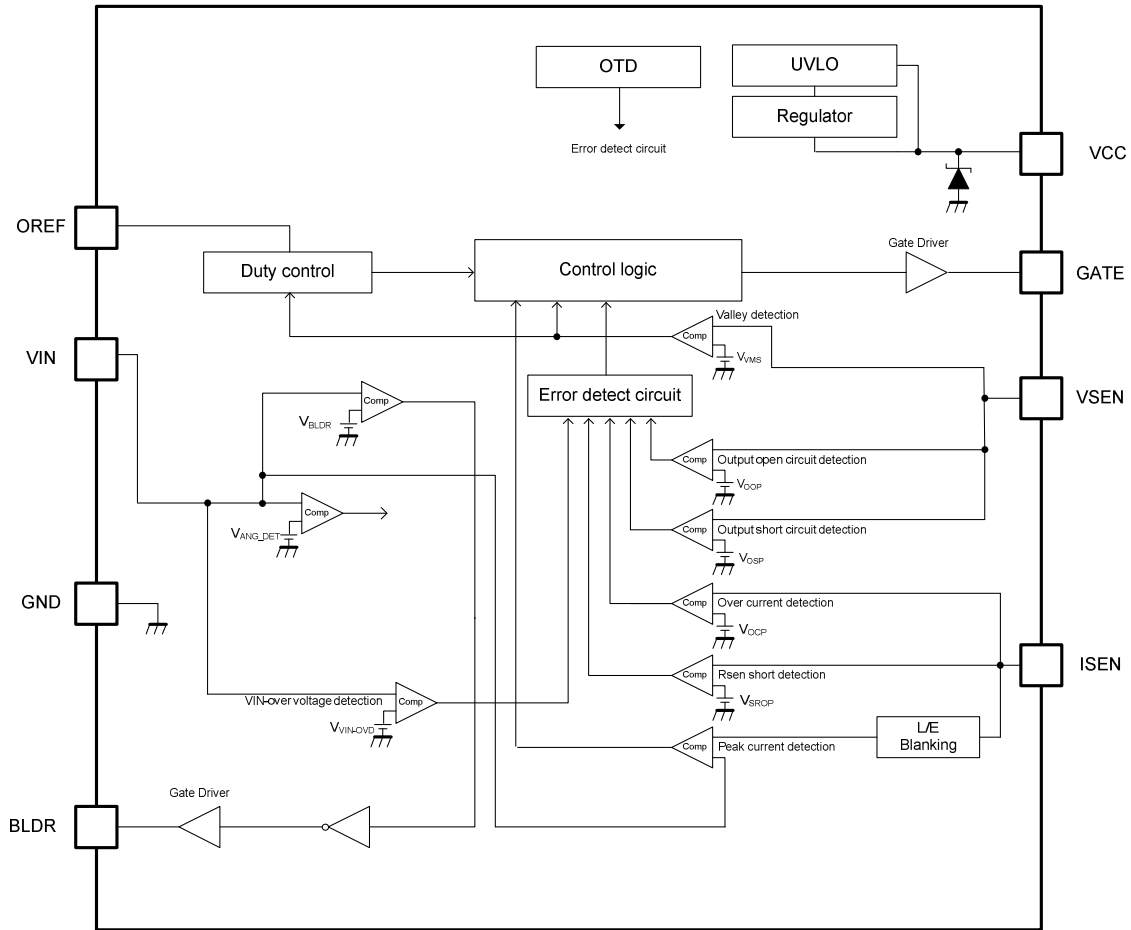 OTD
UVLO
Regulator
Error detect circuit
VCC
OREF
Duty control
Control logic
Gate Driver
GATE
Valley detection
Comp
VVMS
VIN
Error detect circuit
VSEN
Comp
VBLDR
Comp
Output open circuit detection
VOOP
Comp
VANG_DET
Comp
Output short circuit detection
VOSP
GND
Comp
Over current detection
VOCP
ISEN
Comp
Rsen short detection
VSROP
VIN-over voltage detection
Comp
VVIN-OVD
L/E
Blanking
Comp
Peak current detection
Gate Driver
BLDR